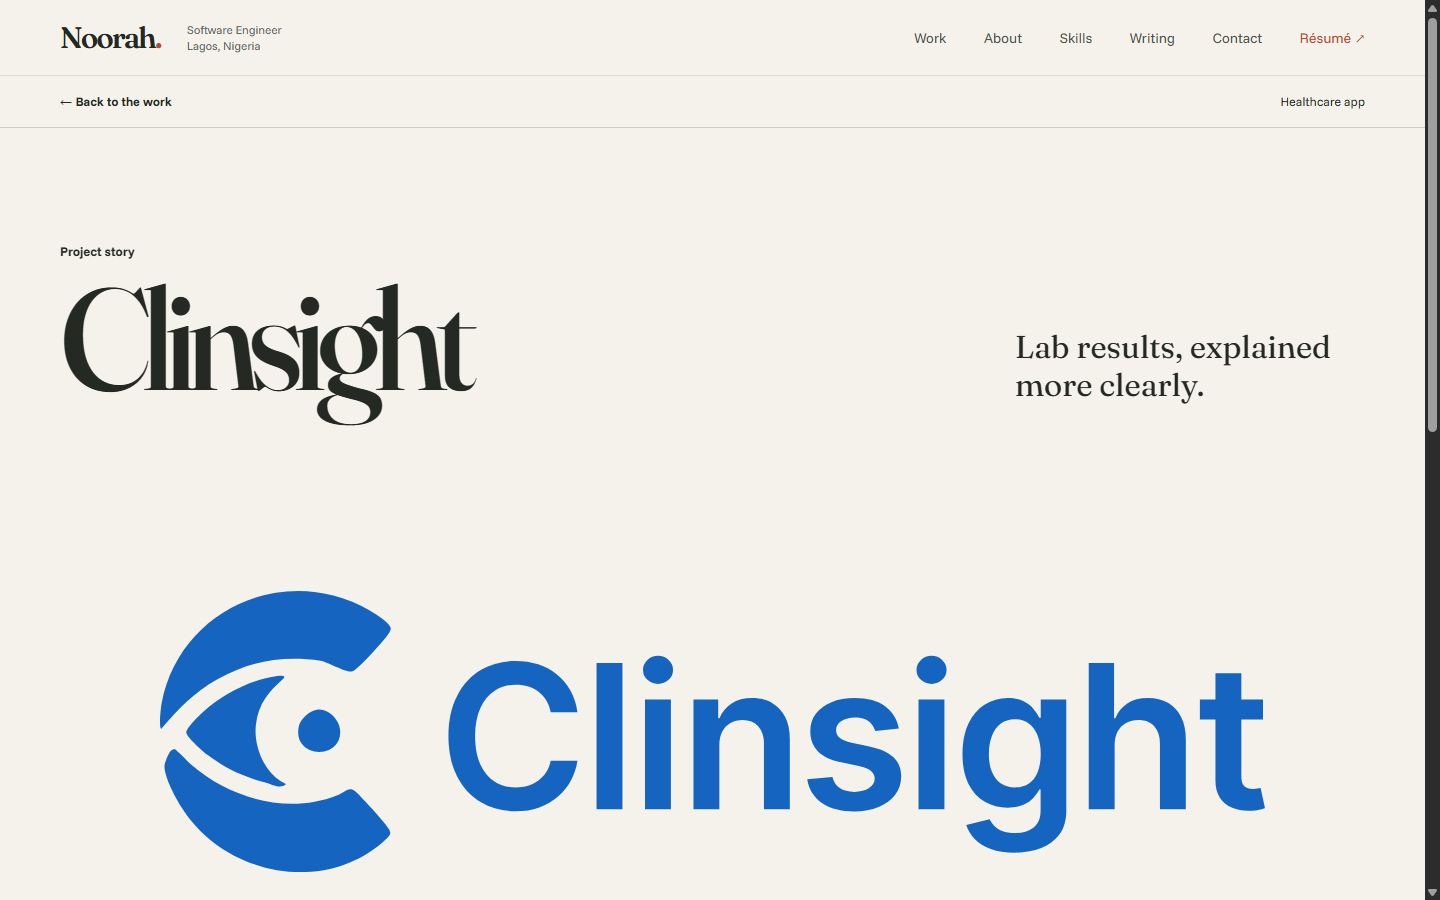 Noorah.
Software Engineer
Lagos, Nigeria
Work
About
Skills
Writing
Contact
Résumé ↗
← Back to the work
Healthcare app
Project story
Clinsight
Lab results, explained
more clearly.
Clinsight